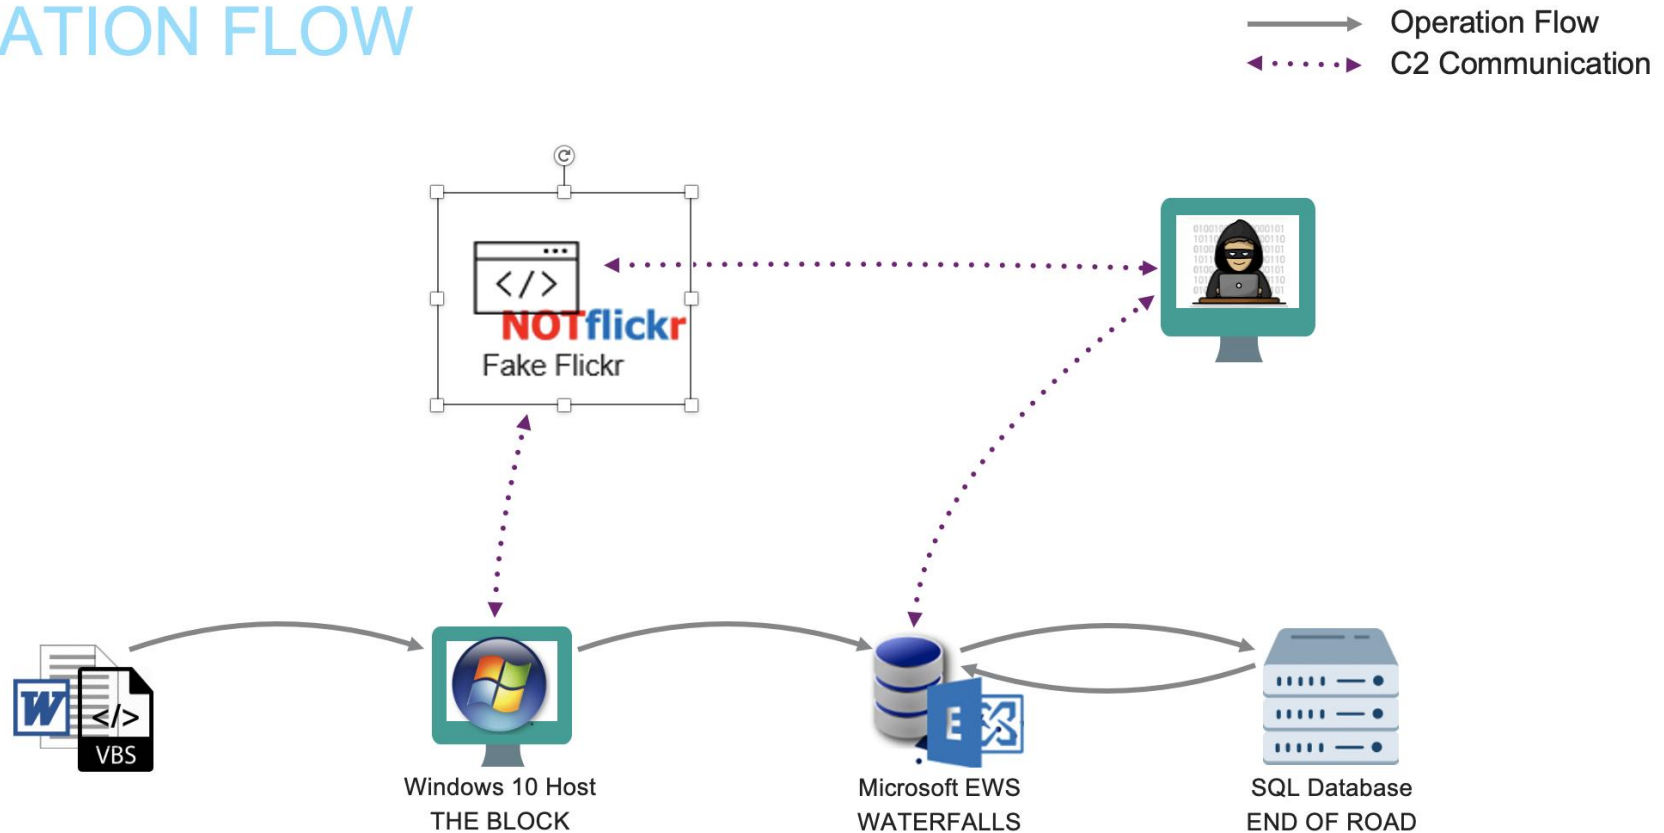 ATION FLOW
Operation Flow
C2 Communication
</>
NOTflickr
Fake Flickr
W
</>
VBS
E
Windows 10 Host
THE BLOCK
Microsoft EWS
WATERFALLS
SQL Database
END OF ROAD